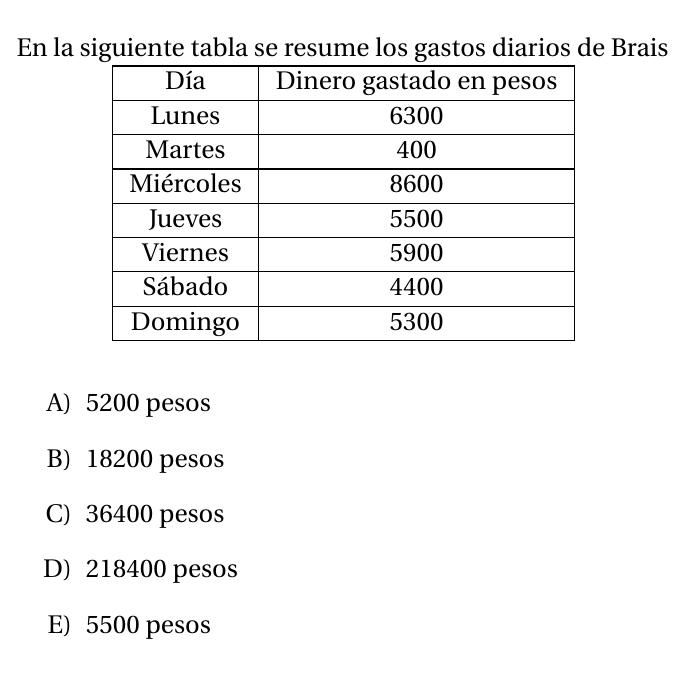 En la siguiente tabla se resume los gastos diarios de Brais
Día Dinero gastado en pesos
Lunes 6300
Martes 400
Miércoles 8600
Jueves 5500
Viernes 5900
Sábado 4400
Domingo 5300
A) 5200 pesos
B) 18200 pesos
C) 36400 pesos
D) 218400 pesos
E) 5500 pesos